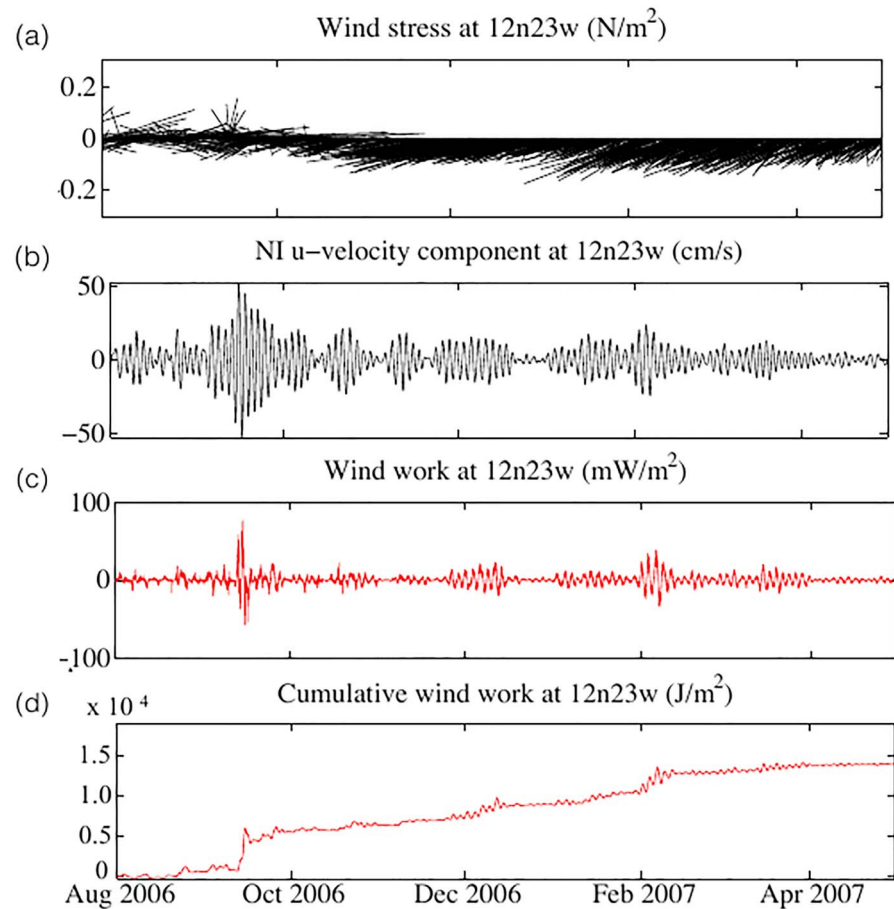 (a)
Wind stress at 12n23w (N/m²)
0.2
0
0.2
(b)
NI u−velocity component at 12n23w (cm/s)
50
0
−50
(c)
Wind work at 12n23w (mW/m²)
100
0
-100
(d)
Cumulative wind work at 12n23w (J/m²)
x 10 ⁴
1.5
1.0
0.5
0
Aug 2006 Oct 2006 Dec 2006 Feb 2007 Apr 2007